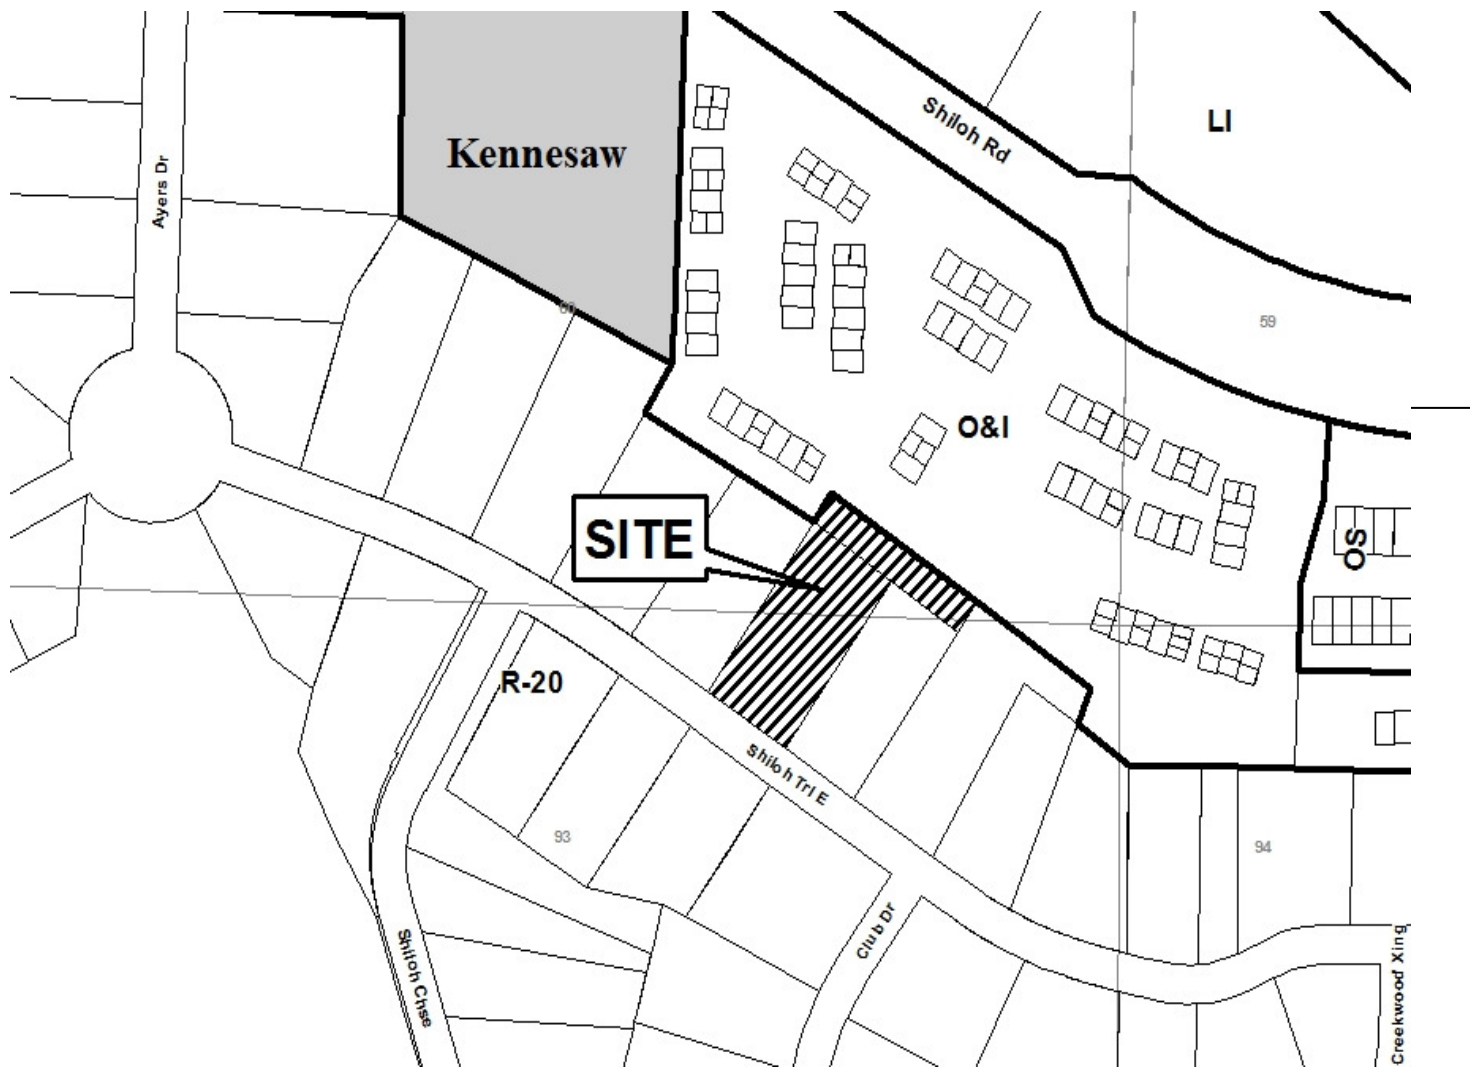 LI
Shiloh Rd
Kennesaw
Ayers Dr
60
59
O&I
SITE
OS
R-20
Shiloh Trl E
93
94
Club Dr
Shiloh Chse
Creekwood Xing